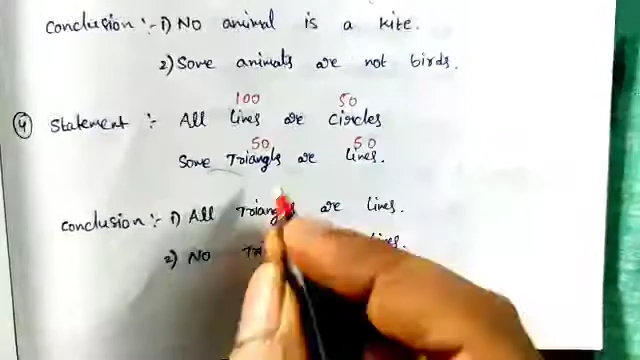 Conclusion :- 1) No animal is a kite.
2) Some animals are not birds.
100 50
(4) Statement :- All lines are circles
50 50
Some Triangls are lines.
Conclusion :- 1) All Triangls are lines.
2) No lines.